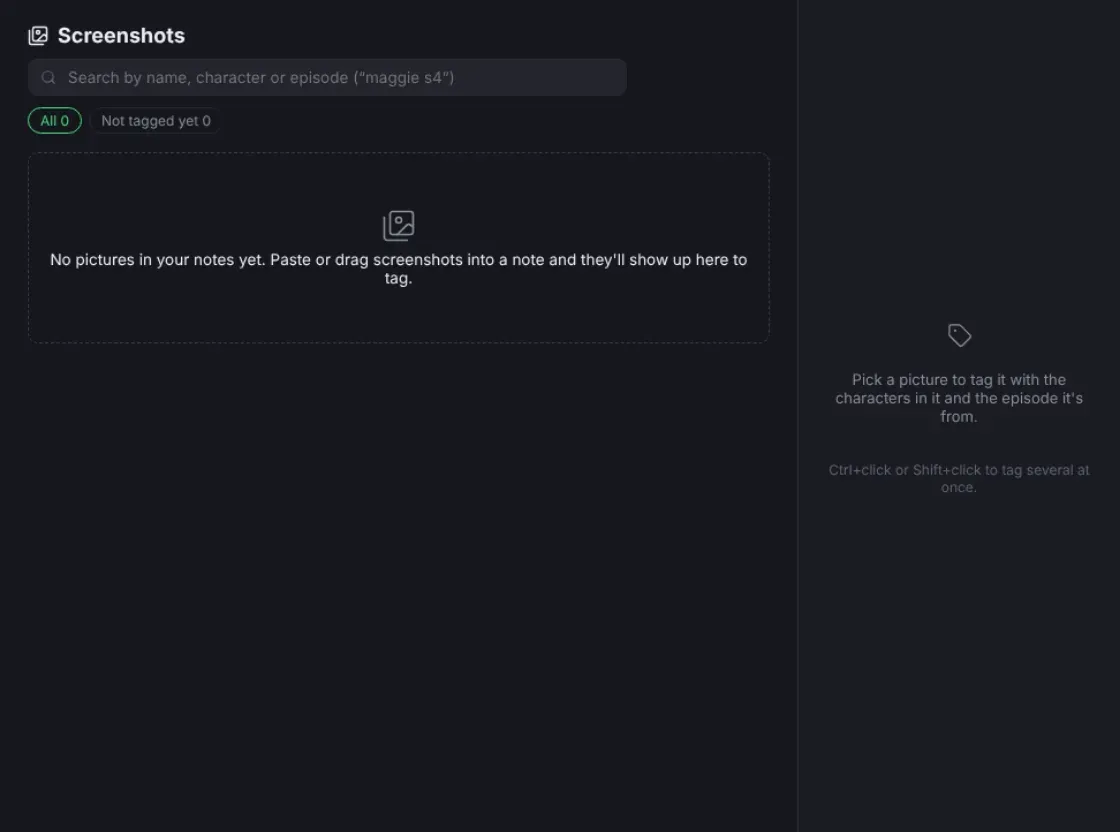 Screenshots
Search by name, character or episode (“maggie s4”)
All 0
Not tagged yet 0
No pictures in your notes yet. Paste or drag screenshots into a note and they'll show up here to
tag.
Pick a picture to tag it with the
characters in it and the episode it's
from.
Ctrl+click or Shift+click to tag several at
once.